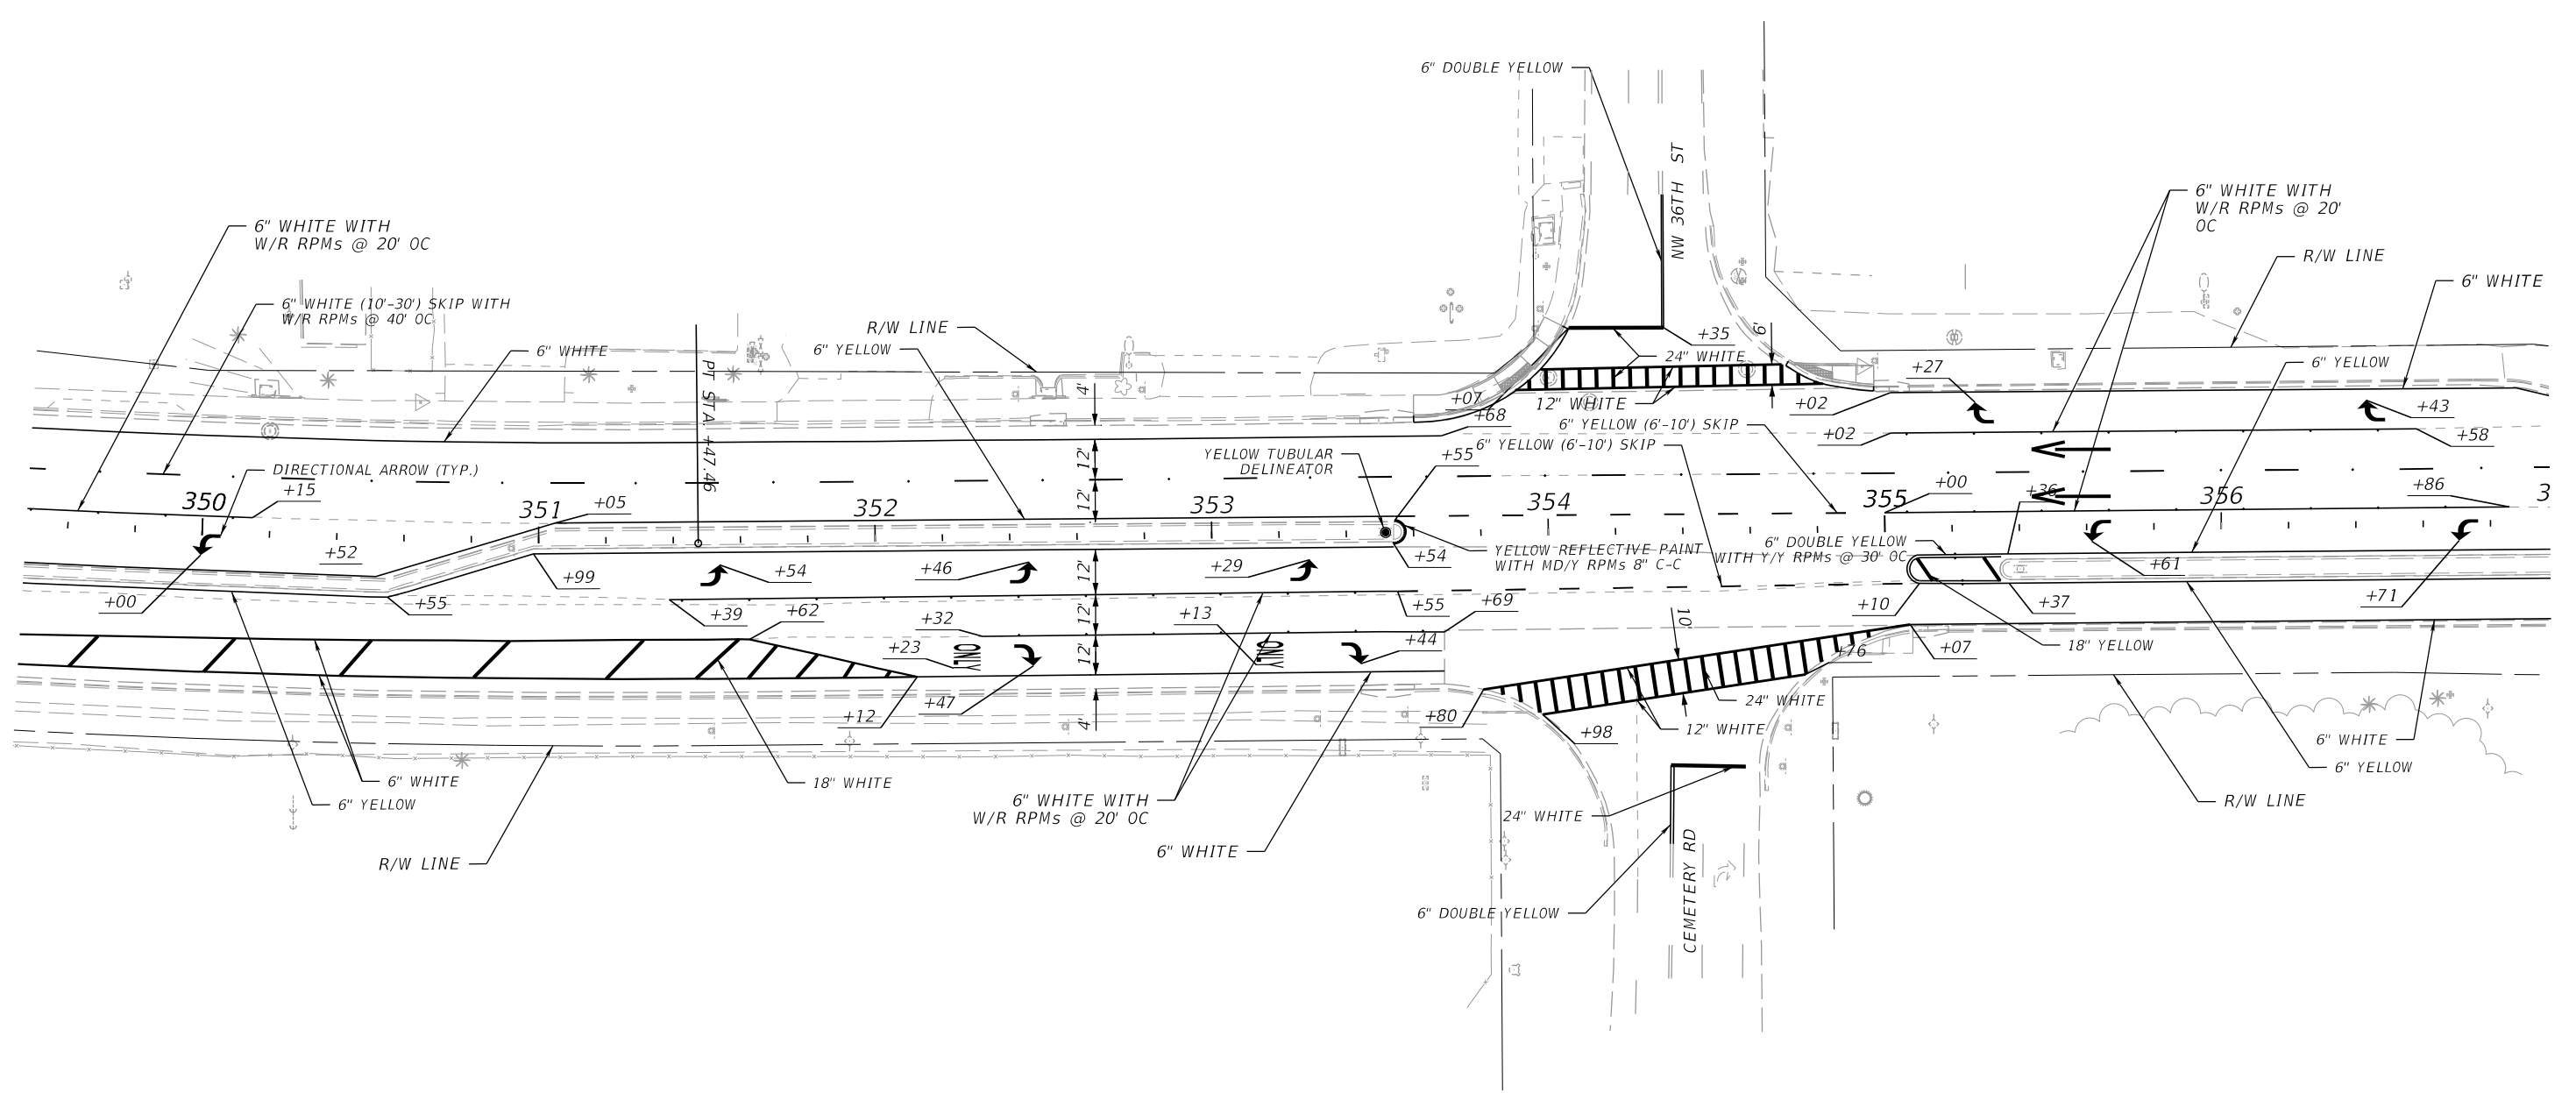 6" DOUBLE YELLOW
NW 36TH ST
6" WHITE WITH
W/R RPMs @ 20'
OC
6" WHITE WITH
W/R RPMs @ 20' OC
R/W LINE
6" WHITE
6" WHITE (10'-30') SKIP WITH
W/R RPMs @ 40' OC
R/W LINE
6'
+35
6" WHITE
6" YELLOW
24" WHITE
6" YELLOW
+27
PT STA. +47.46
4'
+07
12" WHITE
+02
+43
+68
6" YELLOW (6'-10') SKIP
+02
+58
6" YELLOW (6'-10') SKIP
12'
YELLOW TUBULAR
DELINEATOR
+55
DIRECTIONAL ARROW (TYP.)
+15
+00
+36
+86
12'
350
351
+05
352
353
354
355
356
3
+52
YELLOW REFLECTIVE PAINT
WITH MD/Y RPMs 8" C-C
6" DOUBLE YELLOW
WITH Y/Y RPMs @ 30' OC
+54
+99
+54
+46
+29
12'
+61
+00
+55
+39
+62
+32
12'
+13
+55
+69
+10
+37
+71
10'
+23
ONLY
12'
ONLY
+44
+76
+07
18" YELLOW
+47
+12
4'
+80
+98
24" WHITE
12" WHITE
6" WHITE
6" YELLOW
6" WHITE
6" YELLOW
18" WHITE
6" WHITE WITH
W/R RPMs @ 20' OC
24" WHITE
R/W LINE
6" WHITE
R/W LINE
CEMETERY RD
6" DOUBLE YELLOW